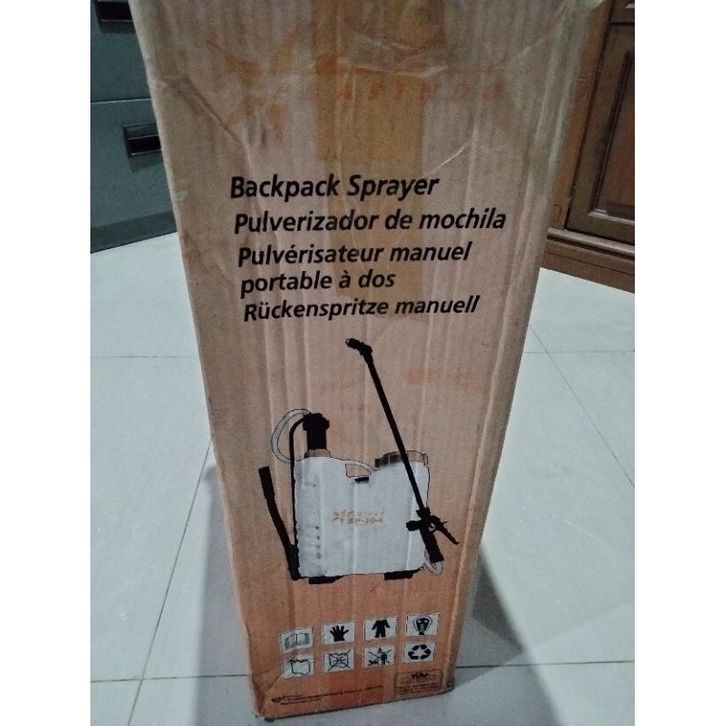 Backpack Sprayer
Pulverizador de mochila
Pulvérisateur manuel
portable à dos
Rückenspritze manuell